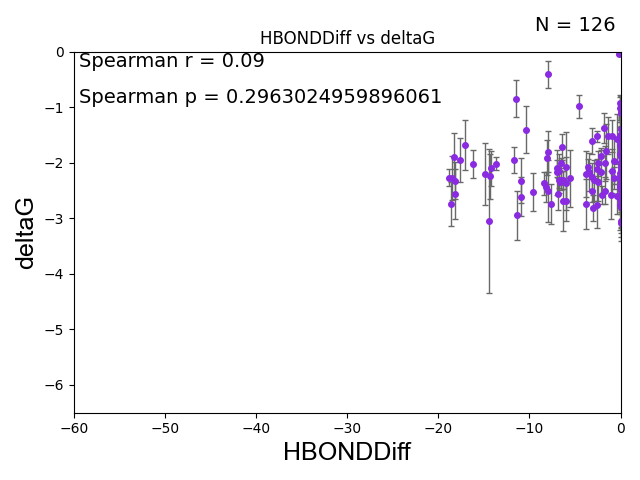 N = 126
HBONDDiff vs deltaG
Spearman r = 0.09
Spearman p = 0.2963024959896061
0
−1
−2
−3
−4
−5
−6
deltaG
−60 −50 −40 −30 −20 −10 0
HBONDDiff